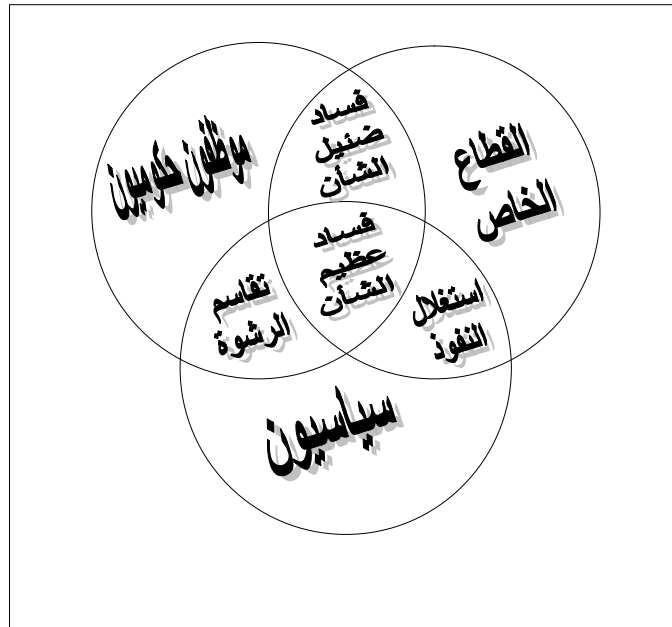 موظفون حكوميون
فساد
ضئيل
الشأن
القطاع
الخاص
فساد
عظيم
الشأن
تقاسم
الرشوة
استغلال
النفوذ
سياسيون